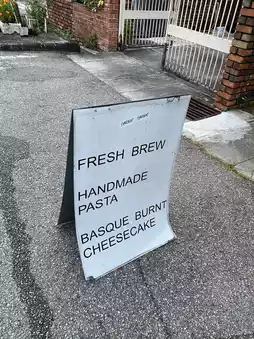 FRESH BREW
HANDMADE
PASTA
BASQUE BURNT
CHEESECAKE